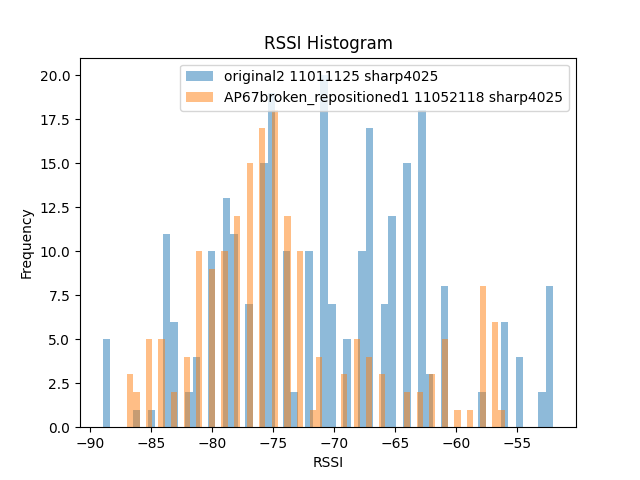 RSSI Histogram
original2 11011125 sharp4025
AP67broken_repositioned1 11052118 sharp4025
20.0
17.5
15.0
12.5
10.0
7.5
5.0
2.5
0.0
Frequency
−90 −85 −80 −75 −70 −65 −60 −55
RSSI